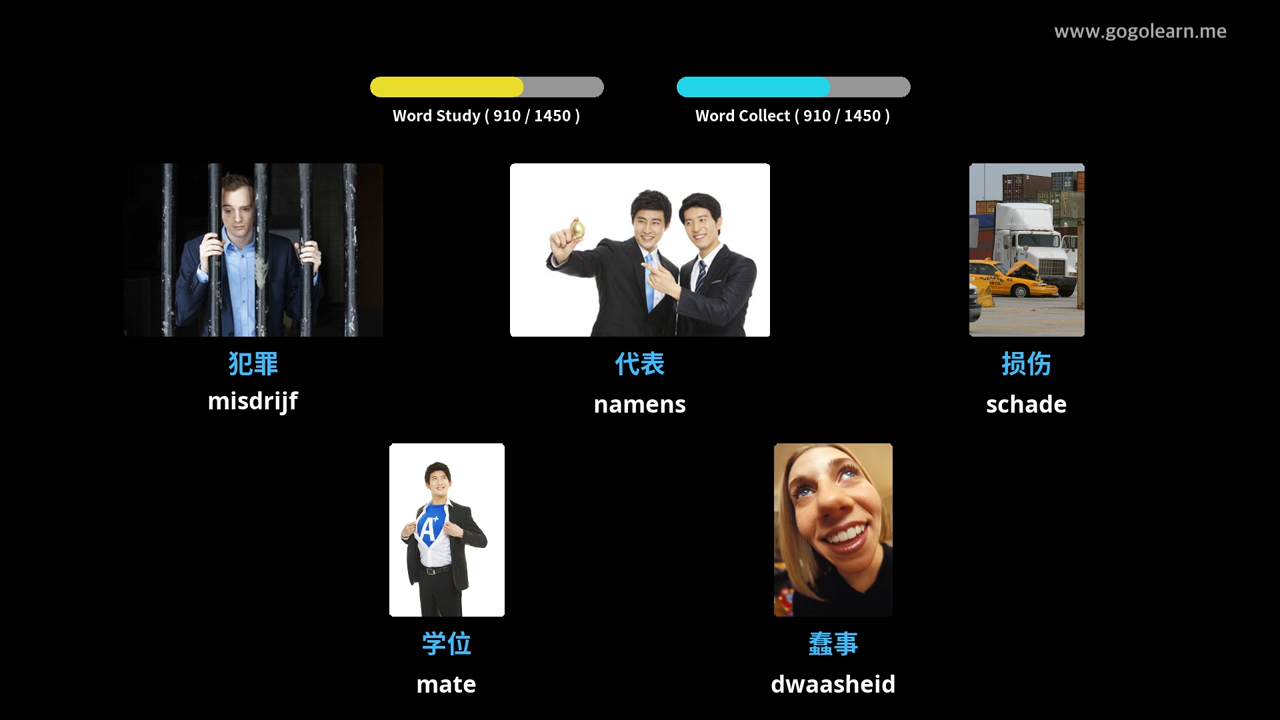 www.gogolearn.me
Word Study ( 910 / 1450 )
Word Collect ( 910 / 1450 )
犯罪
misdrijf
代表
namens
损伤
schade
A+
学位
mate
蠢事
dwaasheid